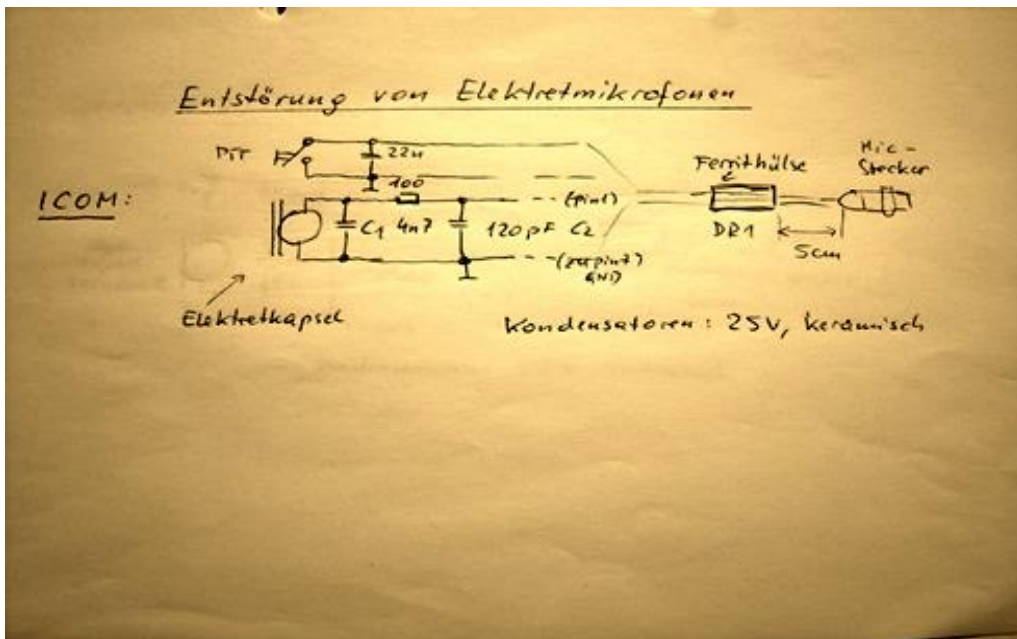 Entstörung von Elektretmikrofonen
PTT
22n
100
ICOM:
C1 4n7
120pF C2
(pin1)
GND
Ferrithülse
DR1
Mic-
Stecker
5cm
Elektretkapsel
Kondensatoren: 25V, keramisch